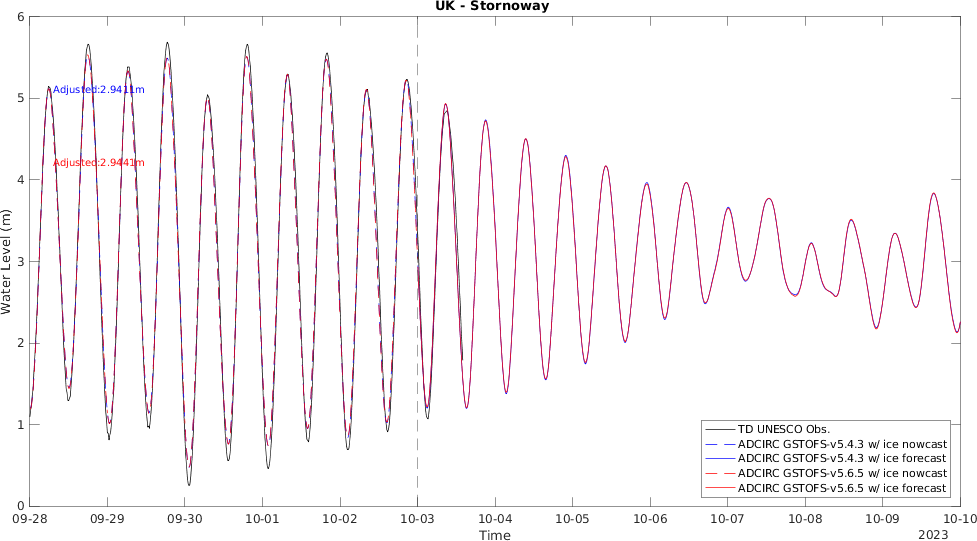 UK - Stornoway
6
5
4
3
2
1
0
Water Level (m)
Adjusted:2.9411m
Adjusted:2.9441m
TD UNESCO Obs.
ADCIRC GSTOFS-v5.4.3 w/ ice nowcast
ADCIRC GSTOFS-v5.4.3 w/ ice forecast
ADCIRC GSTOFS-v5.6.5 w/ ice nowcast
ADCIRC GSTOFS-v5.6.5 w/ ice forecast
09-28 09-29 09-30 10-01 10-02 10-03 10-04 10-05 10-06 10-07 10-08 10-09 10-10
Time
2023